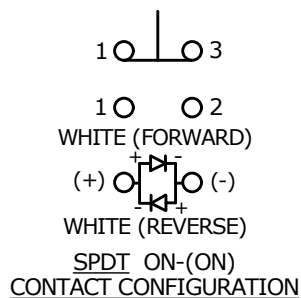 1 3
1 2
WHITE (FORWARD)
+ -
(+) (-)
- +
WHITE (REVERSE)
SPDT ON-(ON)
CONTACT CONFIGURATION